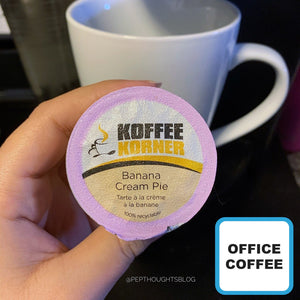 KOFFEE
KORNER
Banana
Cream Pie
Tarte à la crème
à la banane
100% recyclable
OFFICE
COFFEE
@PEPTHOUGHTSBLOG